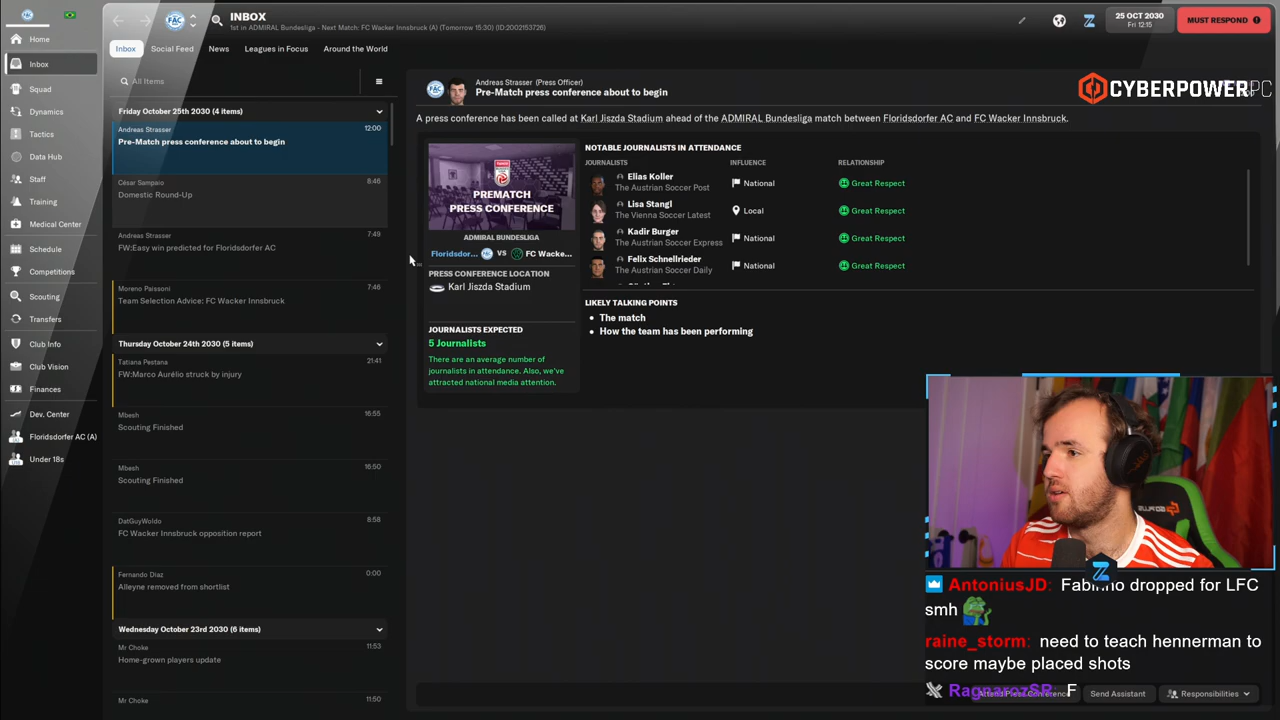 INBOX
1st in ADMIRAL Bundesliga - Next Match: FC Wacker Innsbruck (A) (Tomorrow 15:30) (ID:2002153726)
25 OCT 2030
Fri 12:15
MUST RESPOND
Home
Inbox
Squad
Dynamics
Tactics
Data Hub
Staff
Training
Medical Center
Schedule
Competitions
Scouting
Transfers
Club Info
Club Vision
Finances
Dev. Center
Floridsdorfer AC (A)
Under 18s
Inbox
Social Feed
News
Leagues in Focus
Around the World
All Items
Friday October 25th 2030 (4 items)
Andreas Strasser 12:00
Pre-Match press conference about to begin
César Sampaio 8:46
Domestic Round-Up
Andreas Strasser 7:49
FW:Easy win predicted for Floridsdorfer AC
Moreno Paissoni 7:46
Team Selection Advice: FC Wacker Innsbruck
Thursday October 24th 2030 (5 items)
Tatiana Pestana 21:41
FW:Marco Aurélio struck by injury
Mbesh 16:55
Scouting Finished
Mbesh 16:50
Scouting Finished
DatGuyWoldo 8:58
FC Wacker Innsbruck opposition report
Fernando Diaz 0:00
Alleyne removed from shortlist
Wednesday October 23rd 2030 (6 items)
Mr Choke 11:53
Home-grown players update
Mr Choke 11:50
Andreas Strasser (Press Officer)
Pre-Match press conference about to begin
CYBERPOWERPC
A press conference has been called at Karl Jiszda Stadium ahead of the ADMIRAL Bundesliga match between Floridsdorfer AC and FC Wacker Innsbruck.
PREMATCH
PRESS CONFERENCE
ADMIRAL BUNDESLIGA
Floridsdor... VS FC Wacke...
PRESS CONFERENCE LOCATION
Karl Jiszda Stadium
JOURNALISTS EXPECTED
5 Journalists
There are an average number of
journalists in attendance. Also, we've
attracted national media attention.
NOTABLE JOURNALISTS IN ATTENDANCE
JOURNALISTS INFLUENCE RELATIONSHIP
Elias Koller
The Austrian Soccer Post
National
Great Respect
Lisa Stangl
The Vienna Soccer Latest
Local
Great Respect
Kadir Burger
The Austrian Soccer Express
National
Great Respect
Felix Schnellrieder
The Austrian Soccer Daily
National
Great Respect
LIKELY TALKING POINTS
• The match
• How the team has been performing
AntoniusJD: Fabinho dropped for LFC
smh
raine_storm: need to teach hennerman to
score maybe placed shots
RagnarozSR: F
Attend Press Conference
Send Assistant
Responsibilities